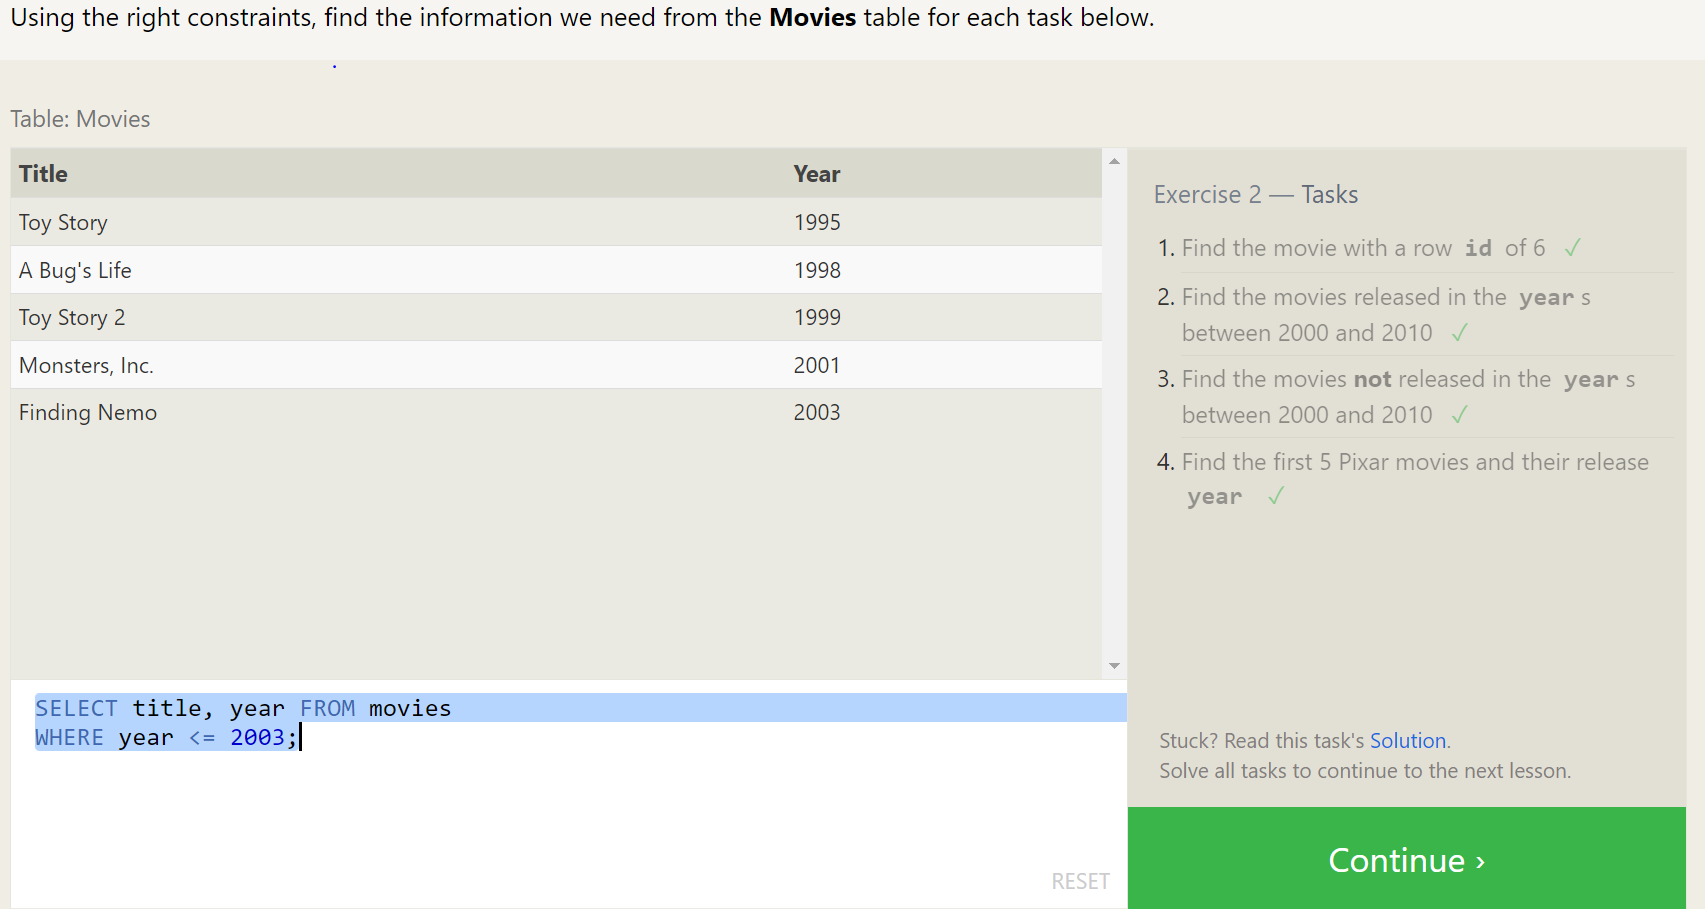 Using the right constraints, find the information we need from the Movies table for each task below.
Table: Movies
Title Year
Toy Story 1995
A Bug's Life 1998
Toy Story 2 1999
Monsters, Inc. 2001
Finding Nemo 2003
SELECT title, year FROM movies
WHERE year <= 2003;
RESET
Exercise 2 — Tasks
1. Find the movie with a row id of 6 ✓
2. Find the movies released in the year s
between 2000 and 2010 ✓
3. Find the movies not released in the year s
between 2000 and 2010 ✓
4. Find the first 5 Pixar movies and their release
year ✓
Stuck? Read this task's Solution.
Solve all tasks to continue to the next lesson.
Continue ›